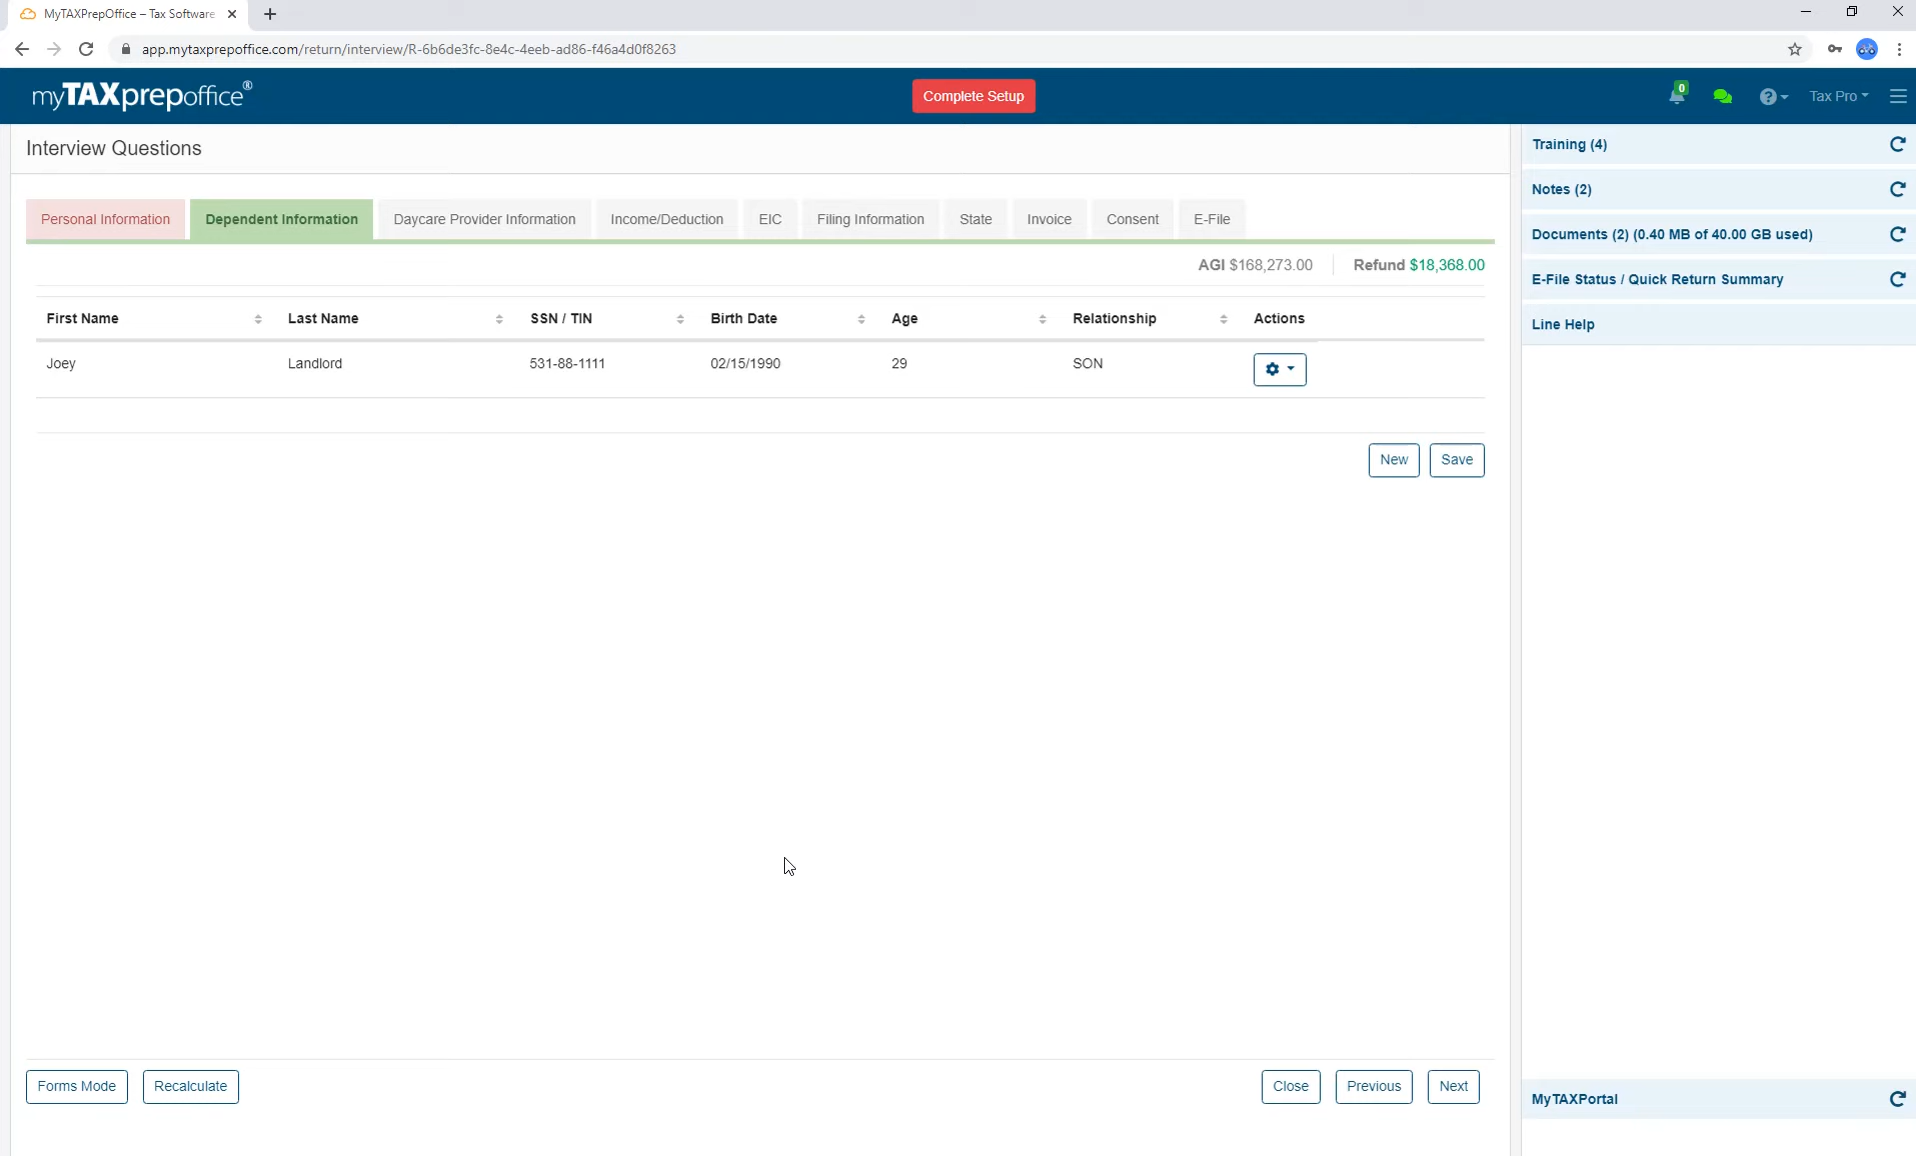 MyTAXPrepOffice – Tax Software
app.mytaxprepoffice.com/return/interview/R-6b6de3fc-8e4c-4eeb-ad86-f46a4d0f8263
myTAXprepoffice®
Complete Setup
0
Tax Pro
Interview Questions
Personal Information
Dependent Information
Daycare Provider Information
Income/Deduction
EIC
Filing Information
State
Invoice
Consent
E-File
AGI $168,273.00
Refund $18,368.00
First Name Last Name SSN / TIN Birth Date Age Relationship Actions
Joey Landlord 531-88-1111 02/15/1990 29 SON
New
Save
Forms Mode
Recalculate
Close
Previous
Next
Training (4)
Notes (2)
Documents (2) (0.40 MB of 40.00 GB used)
E-File Status / Quick Return Summary
Line Help
MyTAXPortal